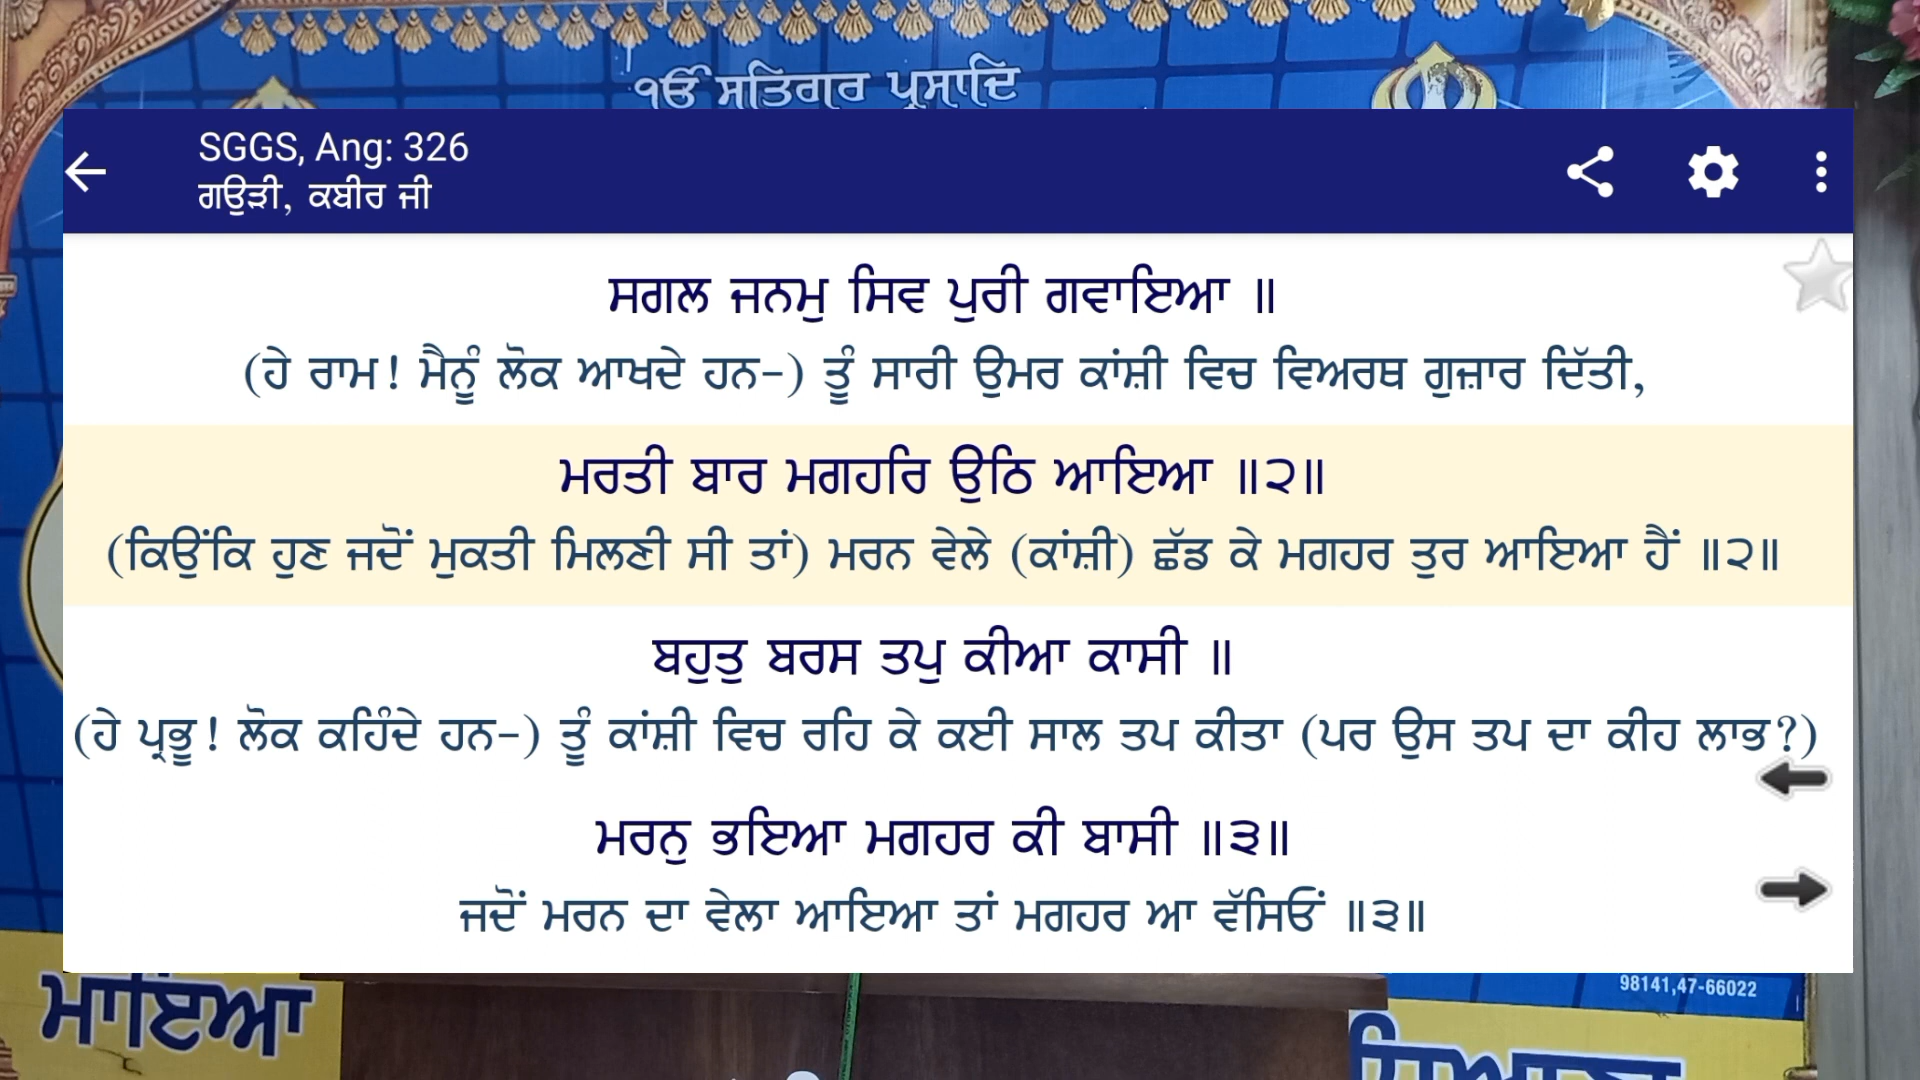 ੴ ਸਤਿਗੁਰ ਪ੍ਰਸਾਦਿ
SGGS, Ang: 326
ਗਉੜੀ, ਕਬੀਰ ਜੀ
ਸਗਲ ਜਨਮੁ ਸਿਵ ਪੁਰੀ ਗਵਾਇਆ ॥
(ਹੇ ਰਾਮ! ਮੈਨੂੰ ਲੋਕ ਆਖਦੇ ਹਨ-) ਤੂੰ ਸਾਰੀ ਉਮਰ ਕਾਂਸ਼ੀ ਵਿਚ ਵਿਅਰਥ ਗੁਜ਼ਾਰ ਦਿੱਤੀ,
ਮਰਤੀ ਬਾਰ ਮਗਹਰਿ ਉਠਿ ਆਇਆ ॥੨॥
(ਕਿਉਂਕਿ ਹੁਣ ਜਦੋਂ ਮੁਕਤੀ ਮਿਲਣੀ ਸੀ ਤਾਂ) ਮਰਨ ਵੇਲੇ (ਕਾਂਸ਼ੀ) ਛੱਡ ਕੇ ਮਗਹਰ ਤੁਰ ਆਇਆ ਹੈਂ ॥੨॥
ਬਹੁਤੁ ਬਰਸ ਤਪੁ ਕੀਆ ਕਾਸੀ ॥
(ਹੇ ਪ੍ਰਭੂ! ਲੋਕ ਕਹਿੰਦੇ ਹਨ-) ਤੂੰ ਕਾਂਸ਼ੀ ਵਿਚ ਰਹਿ ਕੇ ਕਈ ਸਾਲ ਤਪ ਕੀਤਾ (ਪਰ ਉਸ ਤਪ ਦਾ ਕੀਹ ਲਾਭ?)
ਮਰਨੁ ਭਇਆ ਮਗਹਰ ਕੀ ਬਾਸੀ ॥੩॥
ਜਦੋਂ ਮਰਨ ਦਾ ਵੇਲਾ ਆਇਆ ਤਾਂ ਮਗਹਰ ਆ ਵੱਸਿਓਂ ॥੩॥
98141,47-66022
ਮਾਇਆ